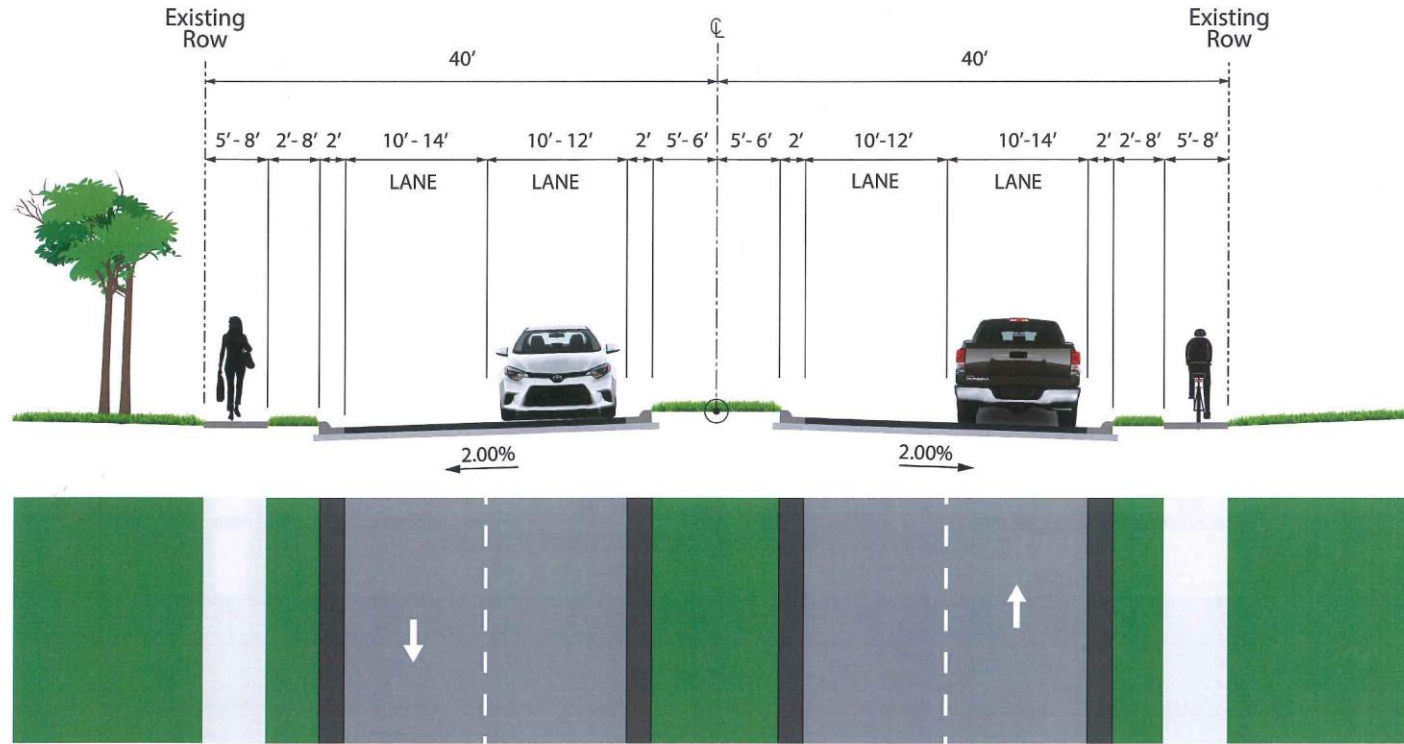 Existing
Row
℄
Existing
Row
40'
40'
5'- 8'
2'- 8'
2'
10'- 14'
10'- 12'
2'
5'- 6'
5'- 6'
2'
10'-12'
10'-14'
2'
2'- 8'
5'- 8'
LANE
LANE
LANE
LANE
2.00%
2.00%